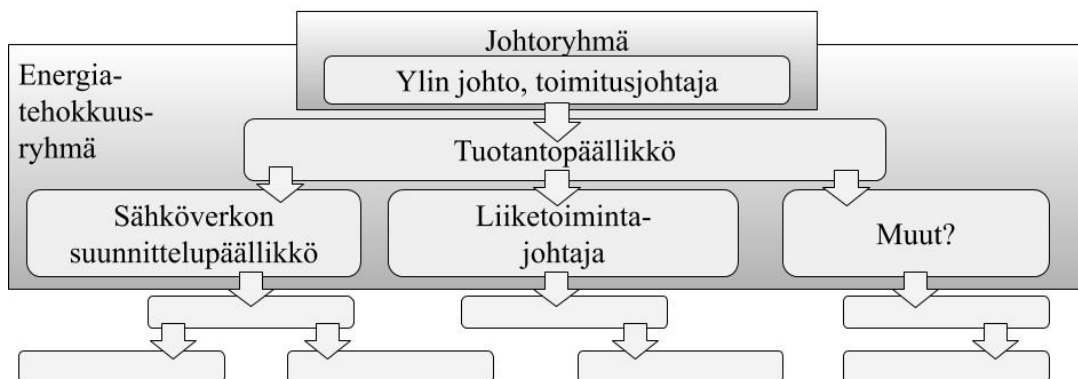 Johtoryhmä
Ylin johto, toimitusjohtaja
Energia-
tehokkuus-
ryhmä
Tuotantopäällikkö
Sähköverkon
suunnittelupäällikkö
Liiketoiminta-
johtaja
Muut?